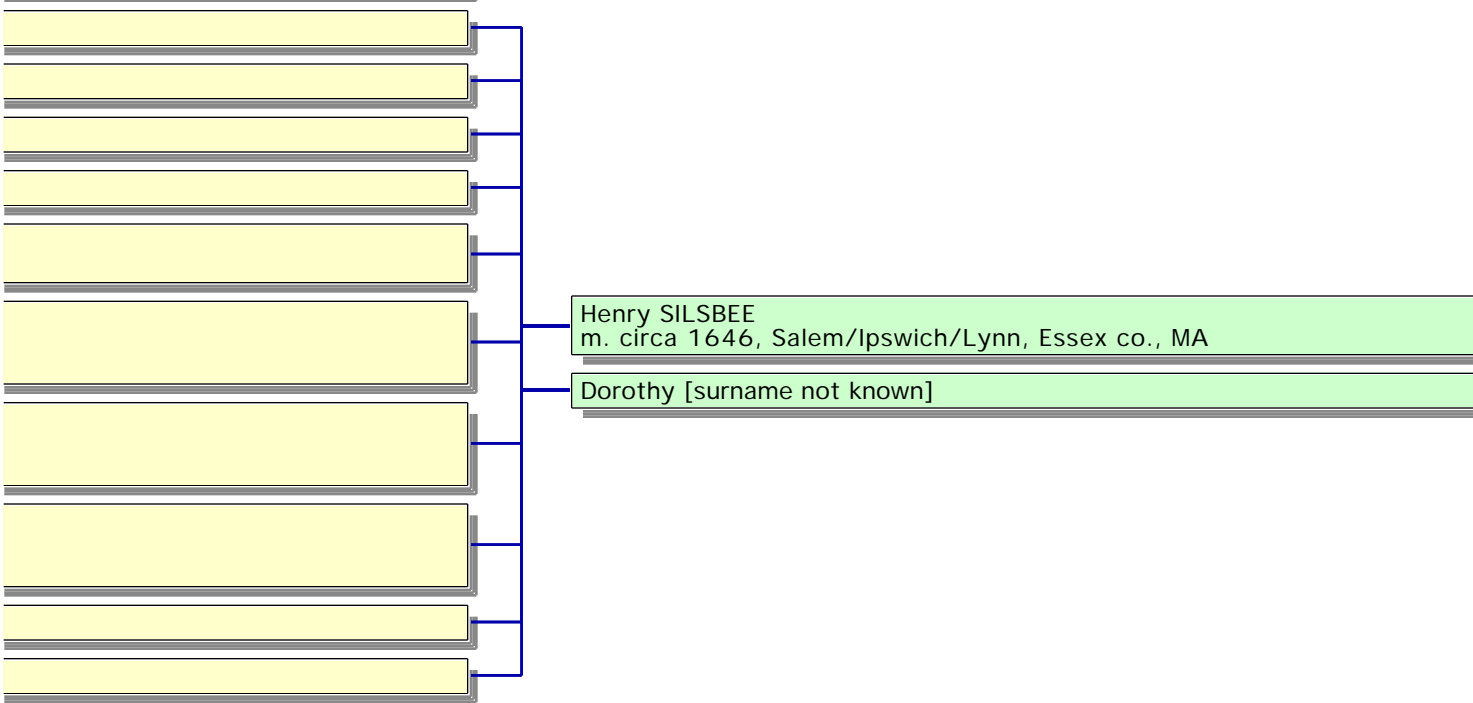 Henry SILSBEE
m. circa 1646, Salem/Ipswich/Lynn, Essex co., MA
Dorothy [surname not known]